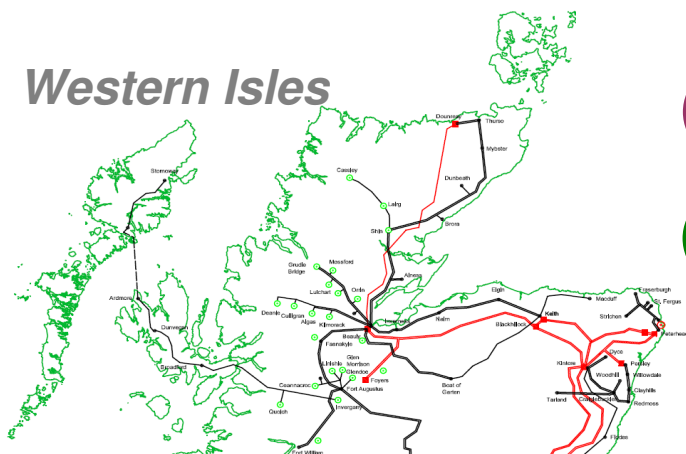 Western Isles
Dounreay
Thurso
Mybster
Cassley
Dunbeath
Lairg
Stornoway
Shin
Brora
Grudie
Bridge
Mossford
Alness
Luichart
Orrin
Ardmore
Deanie
Culligran
Aigas
Kilmorack
Nairn
Elgin
Keith
Macduff
Fraserburgh
St. Fergus
Strichen
Peterhead
Blackhillock
Dunvegan
Beauly
Fasnakyle
Broadford
Glen
Morriston
Glendoe
Fort Augustus
Foyers
Ceannacroc
Quoich
Invergarry
Boat of
Garten
Kintore
Dyce
Persley
Woodhill
Willowdale
Clayhills
Craigiebuckler
Redmoss
Tarland
Fiddes
Fort William